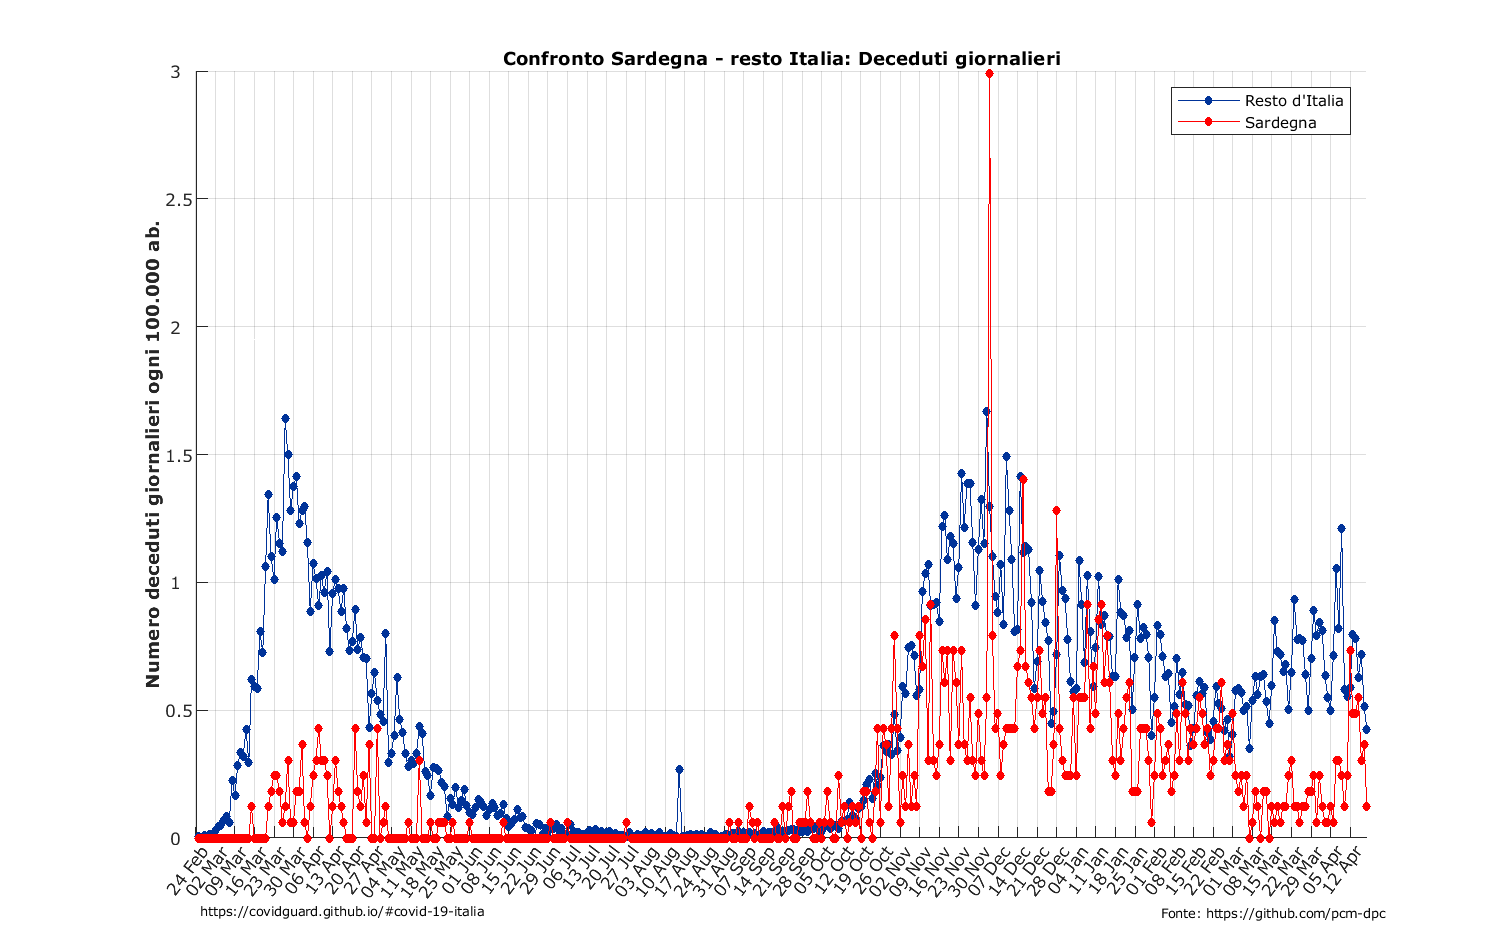 Confronto Sardegna - resto Italia: Deceduti giornalieri
Resto d'Italia
Sardegna
Numero deceduti giornalieri ogni 100.000 ab.
3
2.5
2
1.5
1
0.5
0
24 Feb
02 Mar
09 Mar
16 Mar
23 Mar
30 Mar
06 Apr
13 Apr
20 Apr
27 Apr
04 May
11 May
18 May
25 May
01 Jun
08 Jun
15 Jun
22 Jun
29 Jun
06 Jul
13 Jul
20 Jul
27 Jul
03 Aug
10 Aug
17 Aug
24 Aug
31 Aug
07 Sep
14 Sep
21 Sep
28 Sep
05 Oct
12 Oct
19 Oct
26 Oct
02 Nov
09 Nov
16 Nov
23 Nov
30 Nov
07 Dec
14 Dec
21 Dec
28 Dec
04 Jan
11 Jan
18 Jan
25 Jan
01 Feb
08 Feb
15 Feb
22 Feb
01 Mar
08 Mar
15 Mar
22 Mar
29 Mar
05 Apr
12 Apr
https://covidguard.github.io/#covid-19-italia
Fonte: https://github.com/pcm-dpc